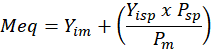 Meq = Y_im + (Y_isp x P_sp / P_m)